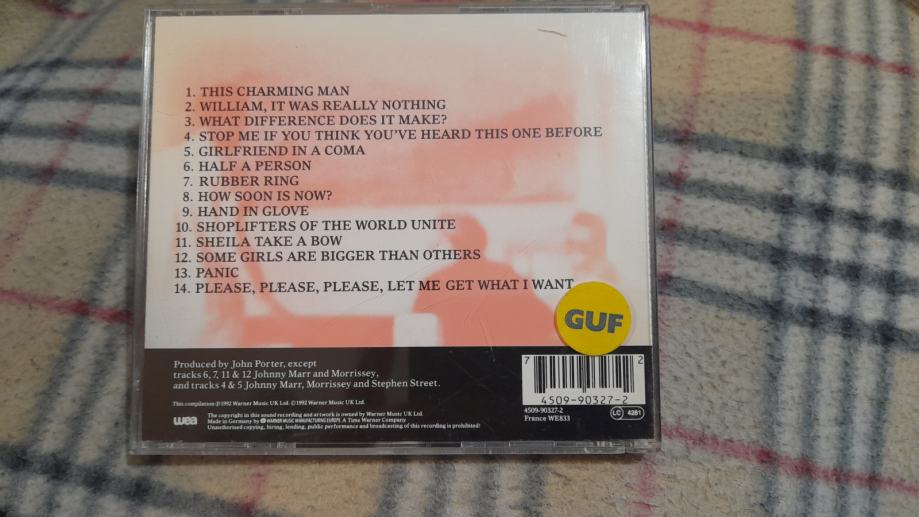 1. THIS CHARMING MAN
2. WILLIAM, IT WAS REALLY NOTHING
3. WHAT DIFFERENCE DOES IT MAKE?
4. STOP ME IF YOU THINK YOU'VE HEARD THIS ONE BEFORE
5. GIRLFRIEND IN A COMA
6. HALF A PERSON
7. RUBBER RING
8. HOW SOON IS NOW?
9. HAND IN GLOVE
10. SHOPLIFTERS OF THE WORLD UNITE
11. SHEILA TAKE A BOW
12. SOME GIRLS ARE BIGGER THAN OTHERS
13. PANIC
14. PLEASE, PLEASE, PLEASE, LET ME GET WHAT I WANT
GUF
Produced by John Porter, except
tracks 6, 7, 11 & 12 Johnny Marr and Morrissey,
and tracks 4 & 5 Johnny Marr, Morrissey and Stephen Street.
This compilation ℗1992 Warner Music UK Ltd. ©1992 Warner Music UK Ltd.
wea
The copyright in this sound recording and artwork is owned by Warner Music UK Ltd.
Made in Germany by WARNER MUSIC MANUFACTURING EUROPE. A Time Warner Company
Unauthorised copying, hiring, lending, public performance and broadcasting of this recording is prohibited.
7 2
4509-90327-2
4509-90327-2
France WE833
LC 4281